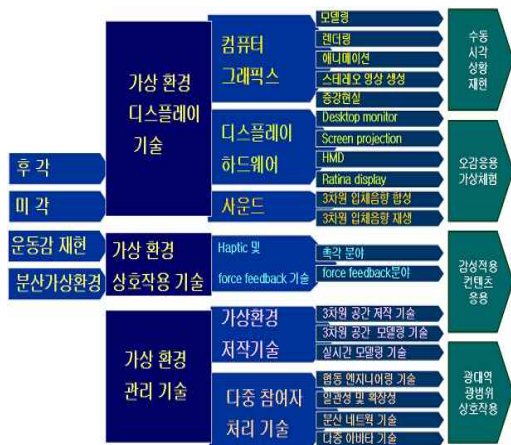 후 각
미 각
운동감 재현
분산가상환경
가상 환경
디스플레이
기술
가상 환경
상호작용 기술
가상 환경
관리 기술
컴퓨터
그래픽스
디스플레이
하드웨어
사운드
Haptic 및
force feedback 기술
가상환경
저작기술
다중 참여자
처리 기술
모델링
렌더링
애니메이션
스테레오 영상 생성
증강현실
Desktop monitor
Screen projection
HMD
Ratina display
3차원 입체음향 합성
3차원 입체음향 재생
촉각 분야
force feedback분야
3차원 공간 저작 기술
3차원 공간 모델링 기술
실시간 모델링 기술
협동 엔지니어링 기술
일관성 및 확장성
분산 네트웍 기술
다중 아바타 기술
수동
시각
상황
재현
오감응용
가상체험
감성적용
컨텐츠
응용
광대역
광범위
상호작용